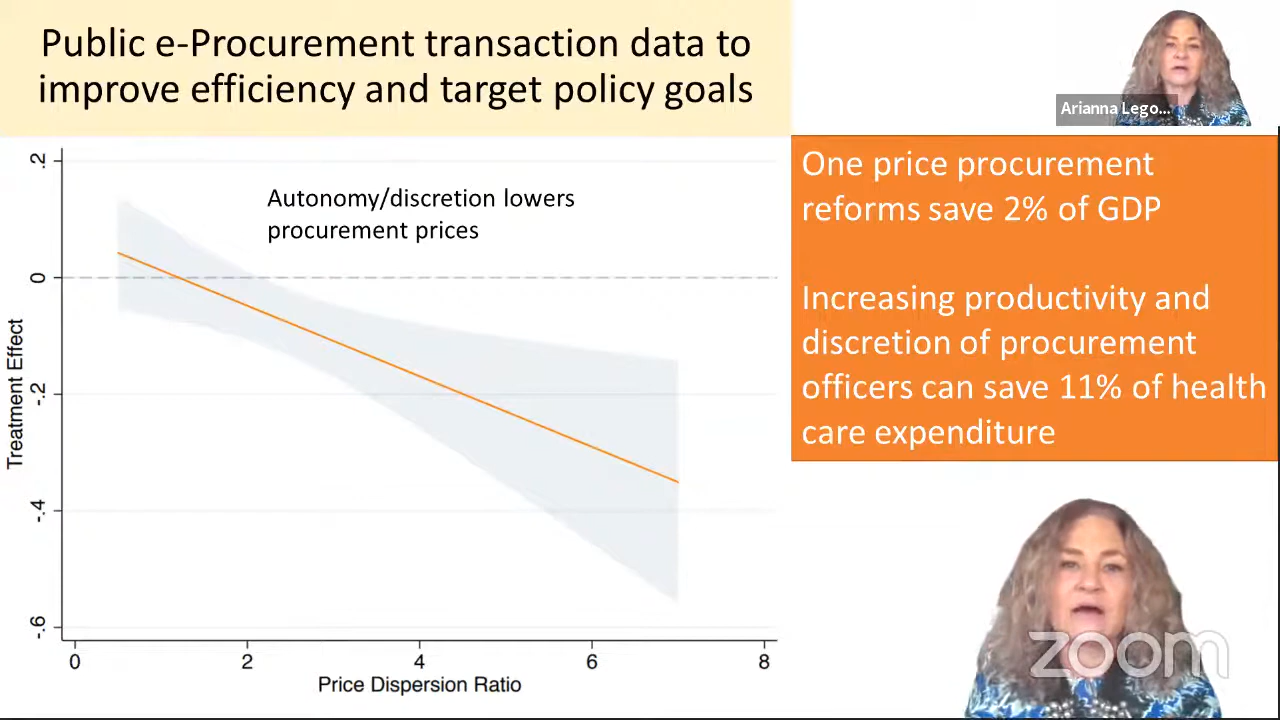 Public e-Procurement transaction data to
improve efficiency and target policy goals
Arianna Lego...
One price procurement
reforms save 2% of GDP
Increasing productivity and
discretion of procurement
officers can save 11% of health
care expenditure
Autonomy/discretion lowers
procurement prices
Treatment Effect
.2
0
-.2
-.4
-.6
0 2 4 6 8
Price Dispersion Ratio
zoom